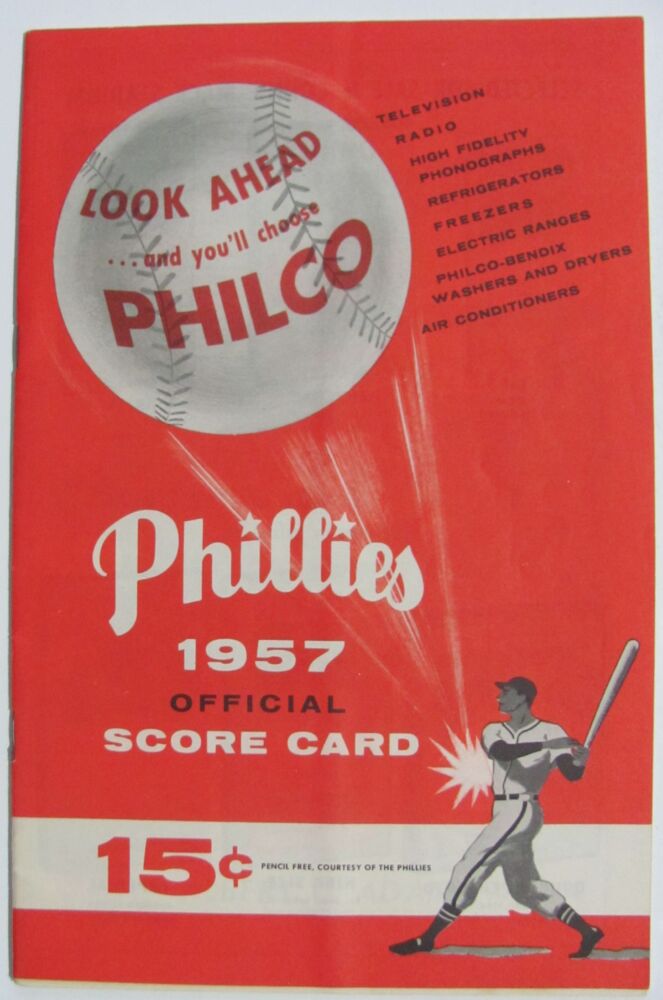 LOOK AHEAD
...and you'll choose
PHILCO
TELEVISION
RADIO
HIGH FIDELITY
PHONOGRAPHS
REFRIGERATORS
FREEZERS
ELECTRIC RANGES
PHILCO-BENDIX
WASHERS AND DRYERS
AIR CONDITIONERS
Phillies
1957
OFFICIAL
SCORE CARD
15¢ PENCIL FREE, COURTESY OF THE PHILLIES